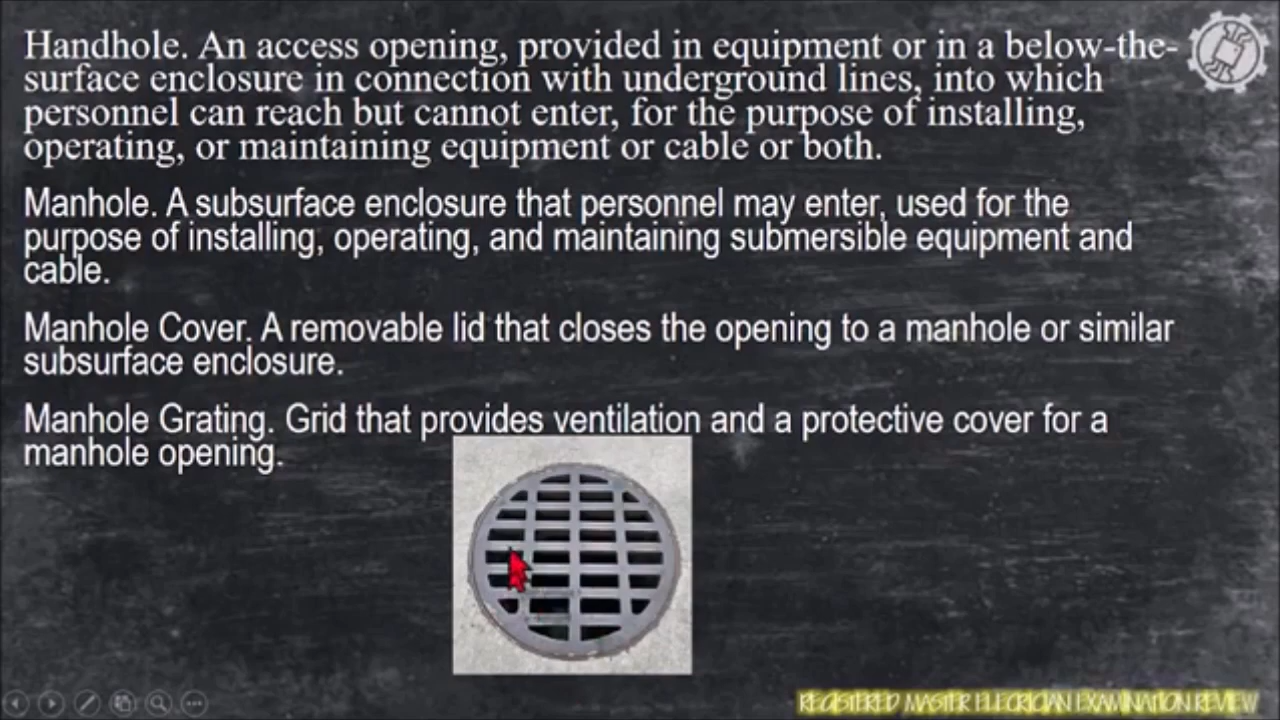 Handhole. An access opening, provided in equipment or in a below-the-
surface enclosure in connection with underground lines, into which
personnel can reach but cannot enter, for the purpose of installing,
operating, or maintaining equipment or cable or both.
Manhole. A subsurface enclosure that personnel may enter, used for the
purpose of installing, operating, and maintaining submersible equipment and
cable.
Manhole Cover. A removable lid that closes the opening to a manhole or similar
subsurface enclosure.
Manhole Grating. Grid that provides ventilation and a protective cover for a
manhole opening.
REGISTERED MASTER ELECRICIAN EXAMINATION REVIEW